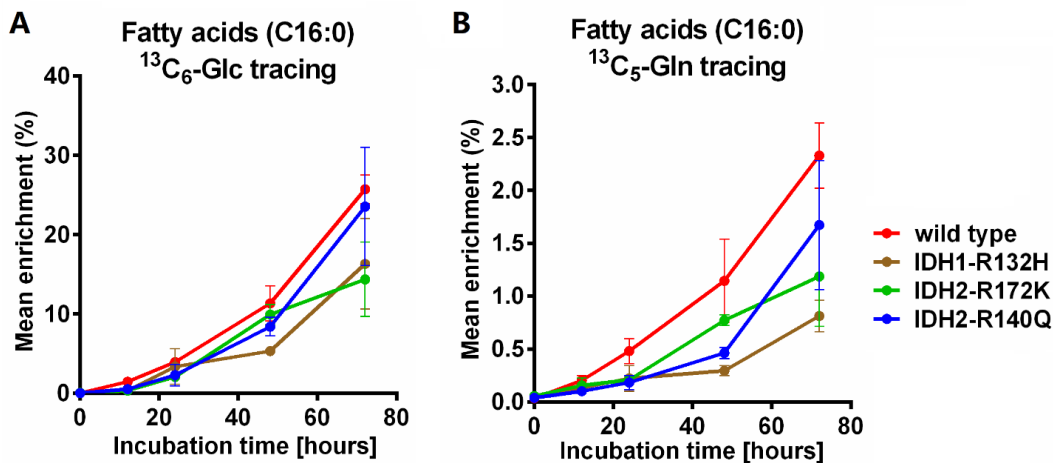 A
Fatty acids (C16:0)
¹³C₆-Glc tracing
Mean enrichment (%)
40
30
20
10
0
0
20
40
60
80
Incubation time [hours]
B
Fatty acids (C16:0)
¹³C₅-Gln tracing
Mean enrichment (%)
3.0
2.5
2.0
1.5
1.0
0.5
0.0
0
20
40
60
80
Incubation time [hours]
wild type
IDH1-R132H
IDH2-R172K
IDH2-R140Q